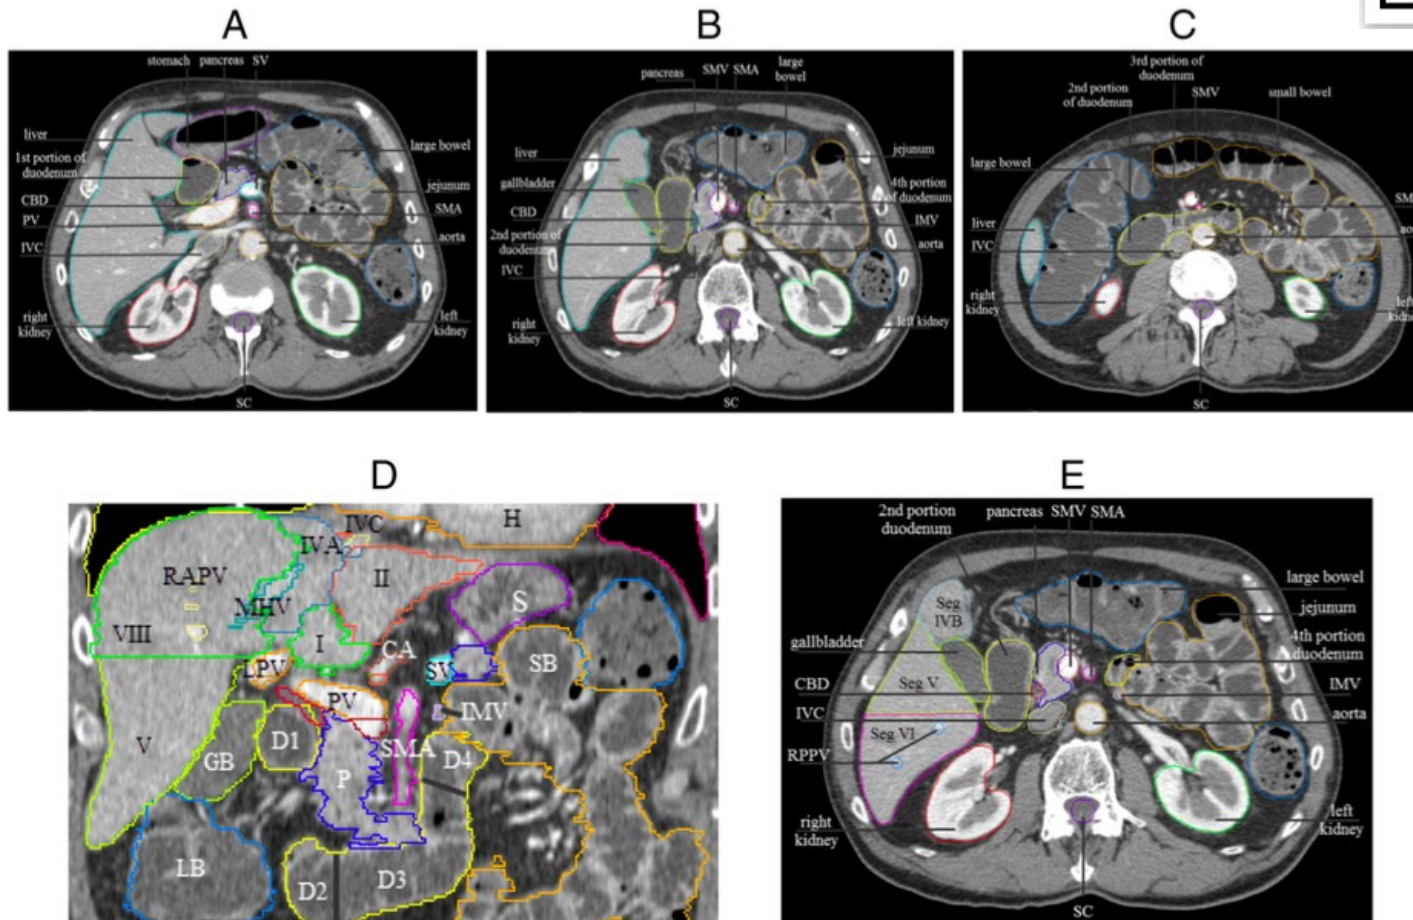 A
B
C
stomach pancreas SV
liver
1st portion of
duodenum
large bowel
jejunum
CBD
SMA
PV
IVC
aorta
right
kidney
left
kidney
SC
pancreas
SMV SMA
large
bowel
liver
jejunum
gallbladder
4th portion
of duodenum
CBD
IMV
2nd portion of
duodenum
aorta
IVC
right
kidney
left kidney
SC
3rd portion of
duodenum
2nd portion
of duodenum
SMV
small bowel
large bowel
liver
IVC
right
kidney
left
SC
D
E
IVC
H
IVA
RAPV
II
MHV
S
VIII
I
CA
LPV
SV
SB
PV
IMV
V
GB
D1
SMA
D4
P
LB
D2
D3
2nd portion
duodenum
pancreas SMV SMA
large bowel
Seg
IVB
jejunum
gallbladder
4th portion
duodenum
CBD
Seg V
IMV
IVC
aorta
Seg VI
RPPV
right
kidney
left
kidney
SC